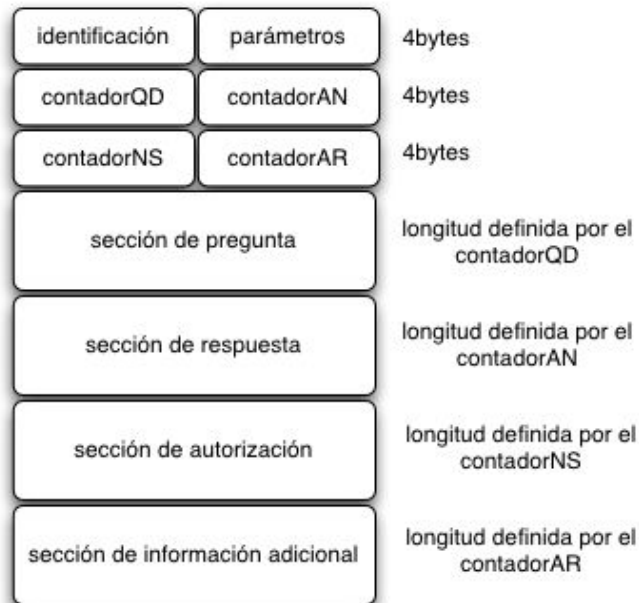 identificación parámetros 4bytes
contadorQD contadorAN 4bytes
contadorNS contadorAR 4bytes
sección de pregunta
longitud definida por el
contadorQD
sección de respuesta
longitud definida por el
contadorAN
sección de autorización
longitud definida por el
contadorNS
sección de información adicional
longitud definida por el
contadorAR